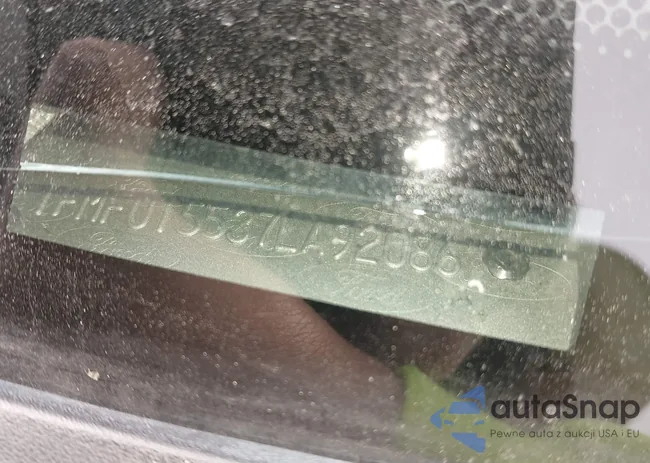 1FMFU15537LA92086
autaSnap
Pewne auta z aukcji USA i EU